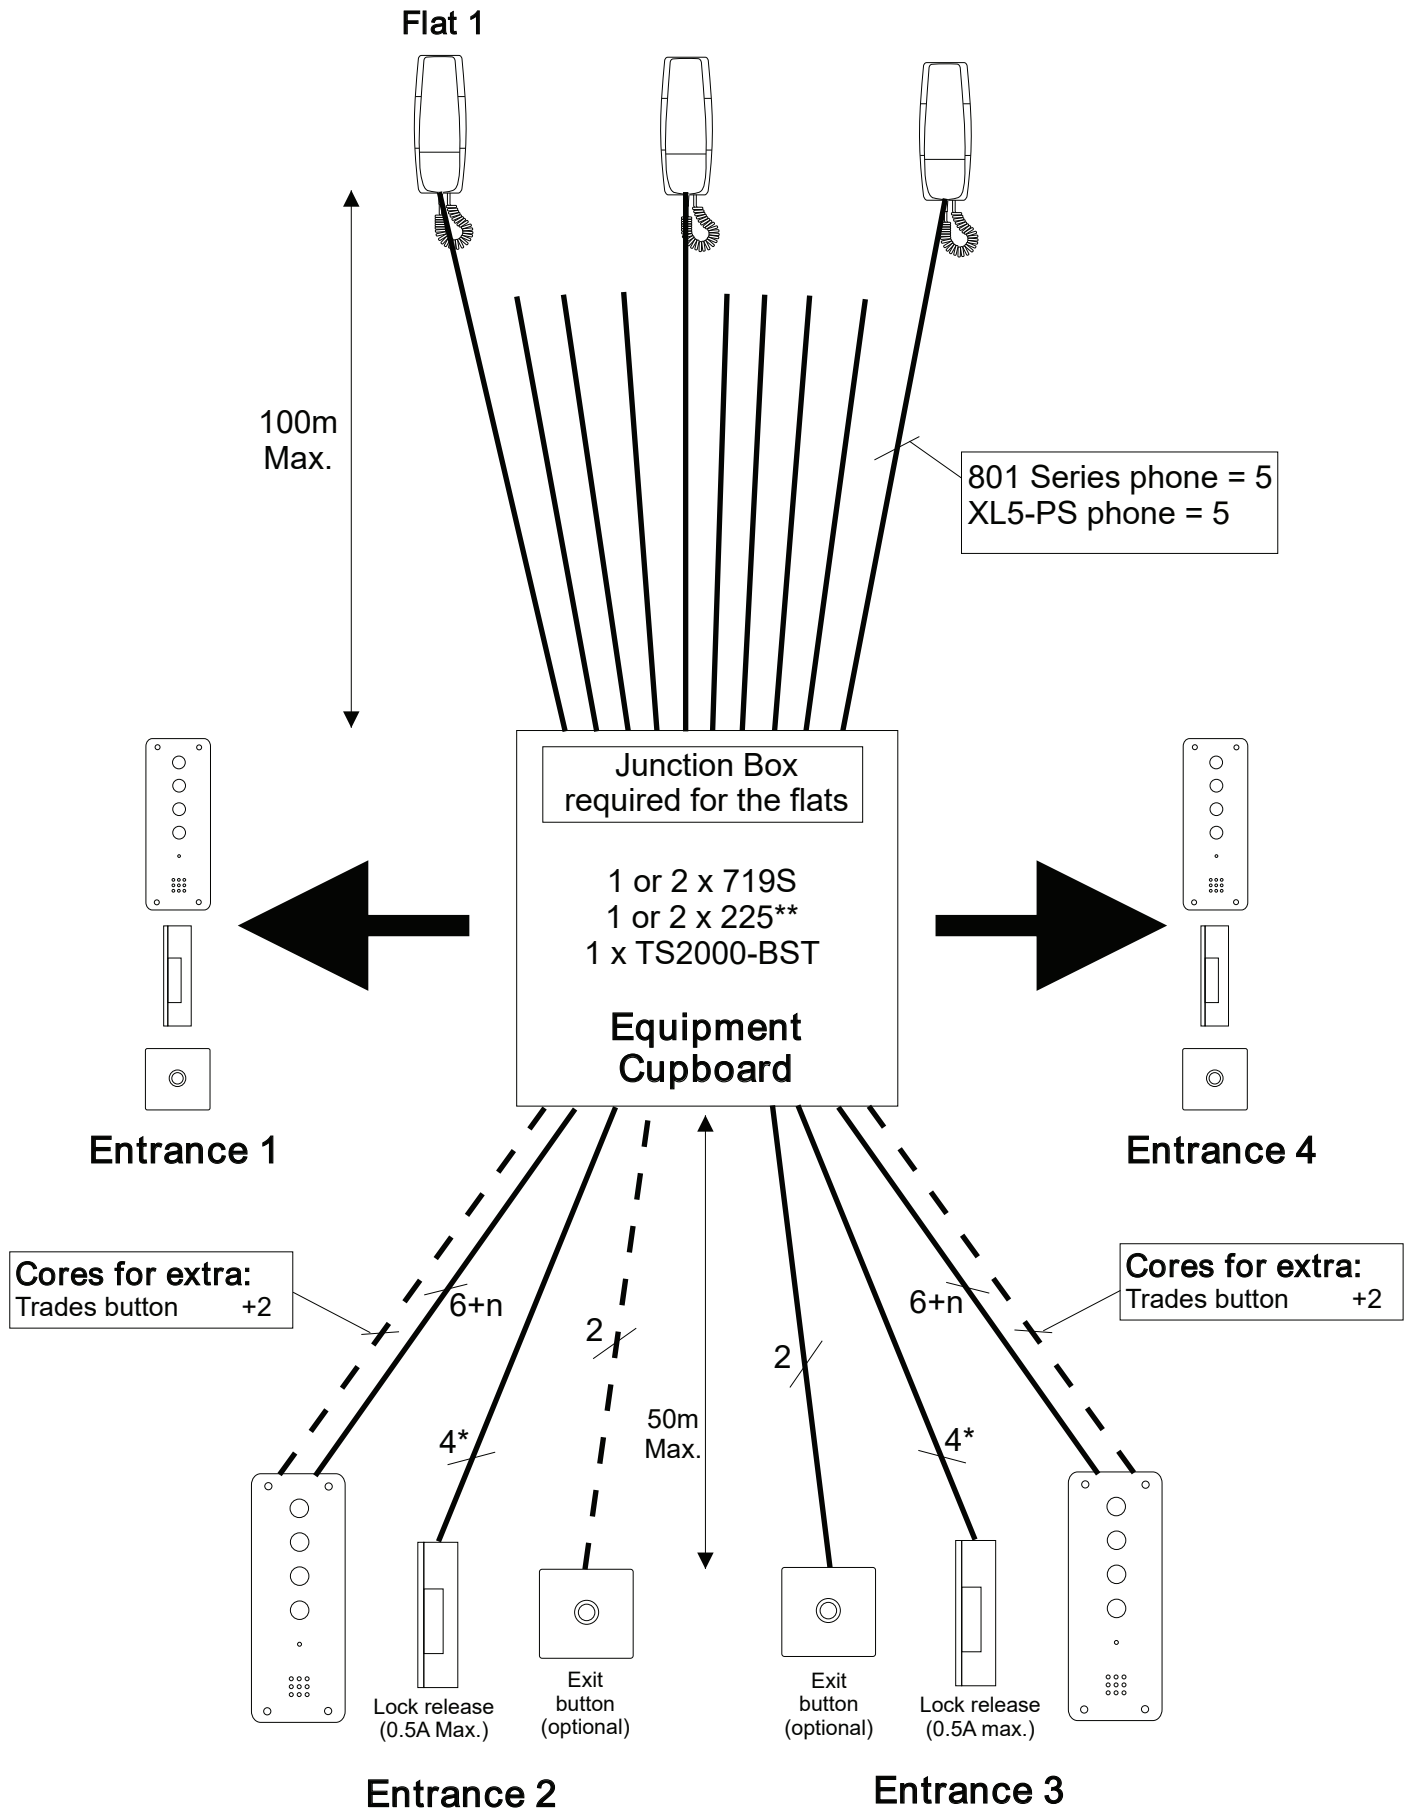 Flat 1
100m
Max.
801 Series phone = 5
XL5-PS phone = 5
Junction Box
required for the flats
1 or 2 x 719S
1 or 2 x 225**
1 x TS2000-BST
Equipment
Cupboard
Entrance 1
Entrance 4
Cores for extra:
Trades button +2
6+n
4*
2
50m
Max.
2
4*
6+n
Cores for extra:
Trades button +2
Lock release
(0.5A Max.)
Exit
button
(optional)
Exit
button
(optional)
Lock release
(0.5A max.)
Entrance 2
Entrance 3